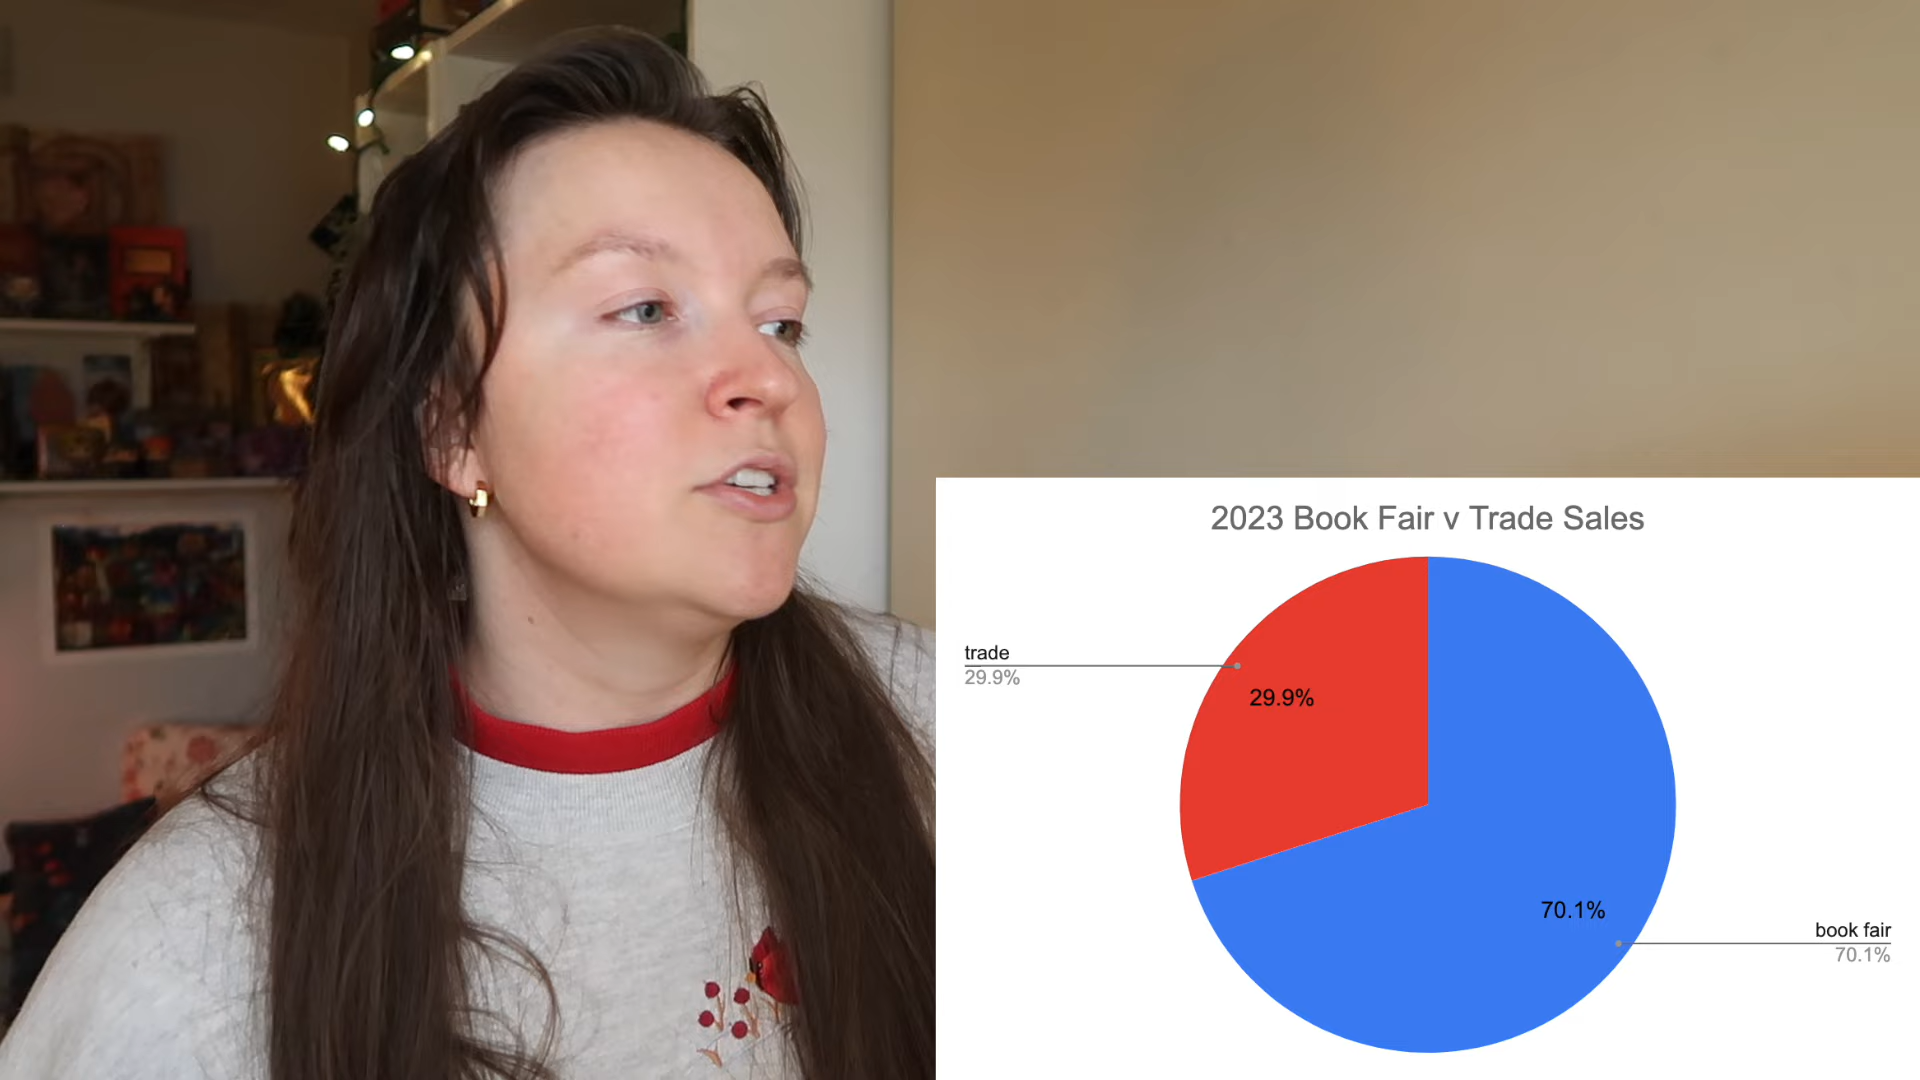 2023 Book Fair v Trade Sales
trade
29.9%
29.9%
70.1%
book fair
70.1%